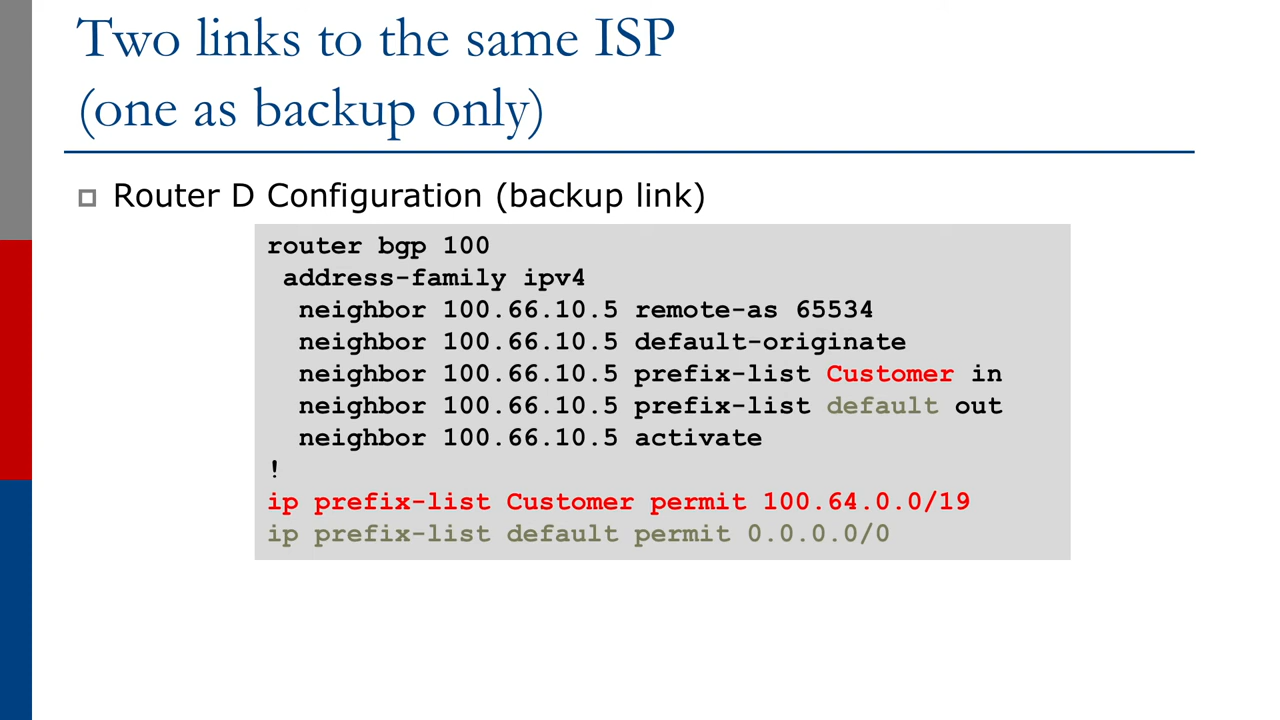 Two links to the same ISP
(one as backup only)
Router D Configuration (backup link)
router bgp 100
address-family ipv4
neighbor 100.66.10.5 remote-as 65534
neighbor 100.66.10.5 default-originate
neighbor 100.66.10.5 prefix-list Customer in
neighbor 100.66.10.5 prefix-list default out
neighbor 100.66.10.5 activate
!
ip prefix-list Customer permit 100.64.0.0/19
ip prefix-list default permit 0.0.0.0/0